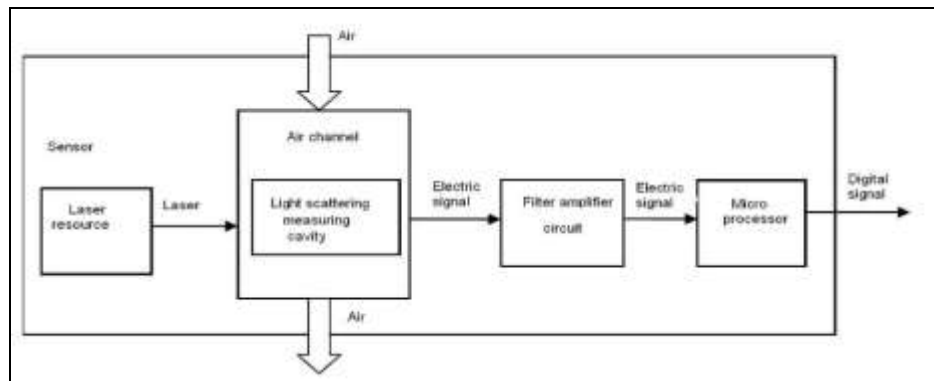 Air
Sensor
Laser
resource
Laser
Air channel
Light scattering
measuring
cavity
Electric
signal
Filter amplifier
circuit
Electric
signal
Micro
processor
Digital
signal
Air